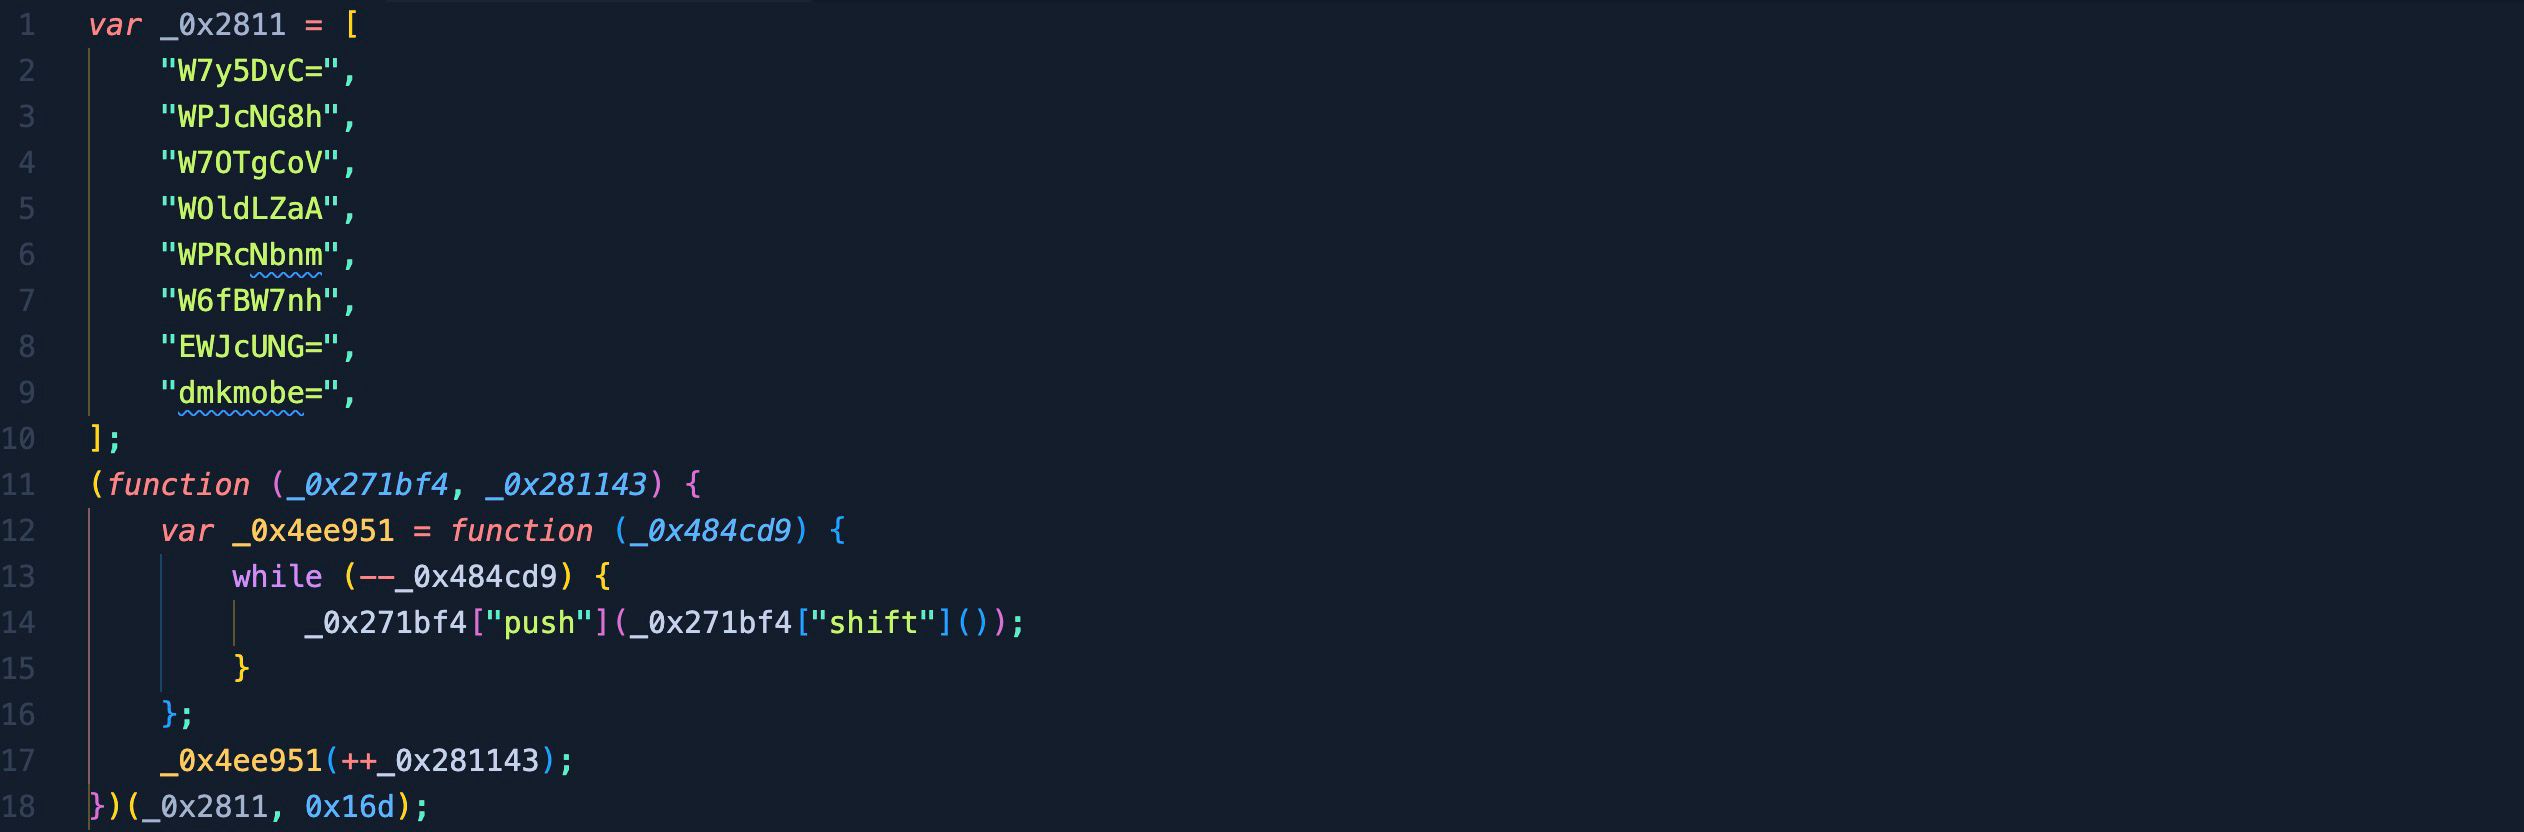 1 var _0x2811 = [
2 "W7y5DvC=",
3 "WPJcNG8h",
4 "W7OTgCoV",
5 "WOldLZaA",
6 "WPRcNbnm",
7 "W6fBW7nh",
8 "EWJcUNG=",
9 "dmkmobe=",
10 ];
11 (function (_0x271bf4, _0x281143) {
12 var _0x4ee951 = function (_0x484cd9) {
13 while (--_0x484cd9) {
14 _0x271bf4["push"](_0x271bf4["shift"]());
15 }
16 };
17 _0x4ee951(++_0x281143);
18 })(_0x2811, 0x16d);